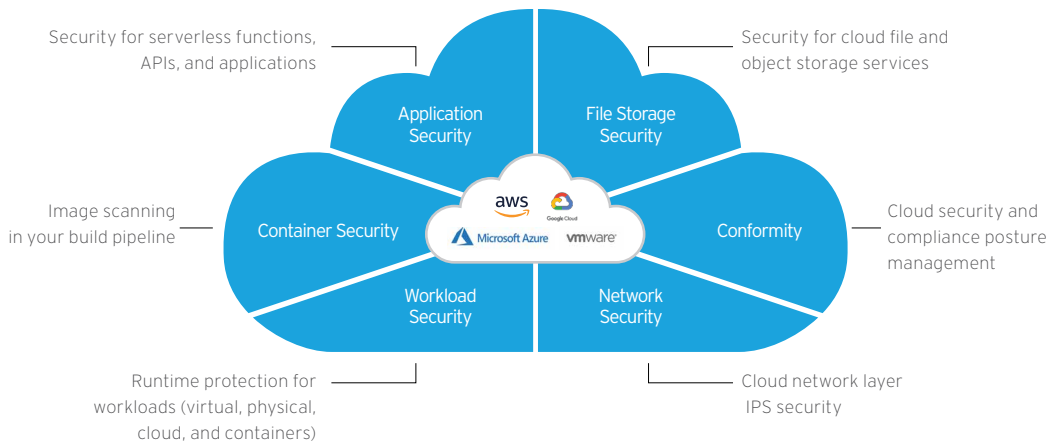 Security for serverless functions,
APIs, and applications
Security for cloud file and
object storage services
Application
Security
File Storage
Security
aws
Google Cloud
Image scanning
in your build pipeline
Container Security
Microsoft Azure
vmware®
Conformity
Cloud security and
compliance posture
management
Workload
Security
Network
Security
Runtime protection for
workloads (virtual, physical,
cloud, and containers)
Cloud network layer
IPS security